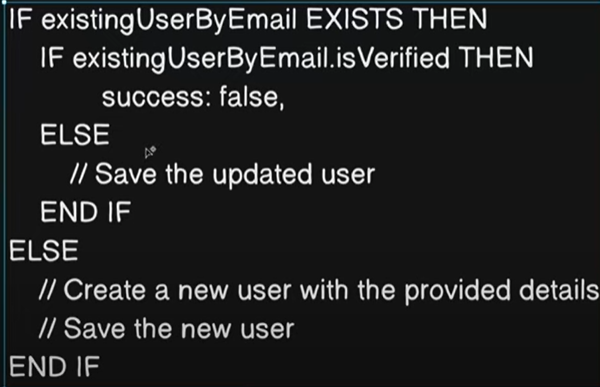 IF existingUserByEmail EXISTS THEN
IF existingUserByEmail.isVerified THEN
success: false,
ELSE
// Save the updated user
END IF
ELSE
// Create a new user with the provided details
// Save the new user
END IF